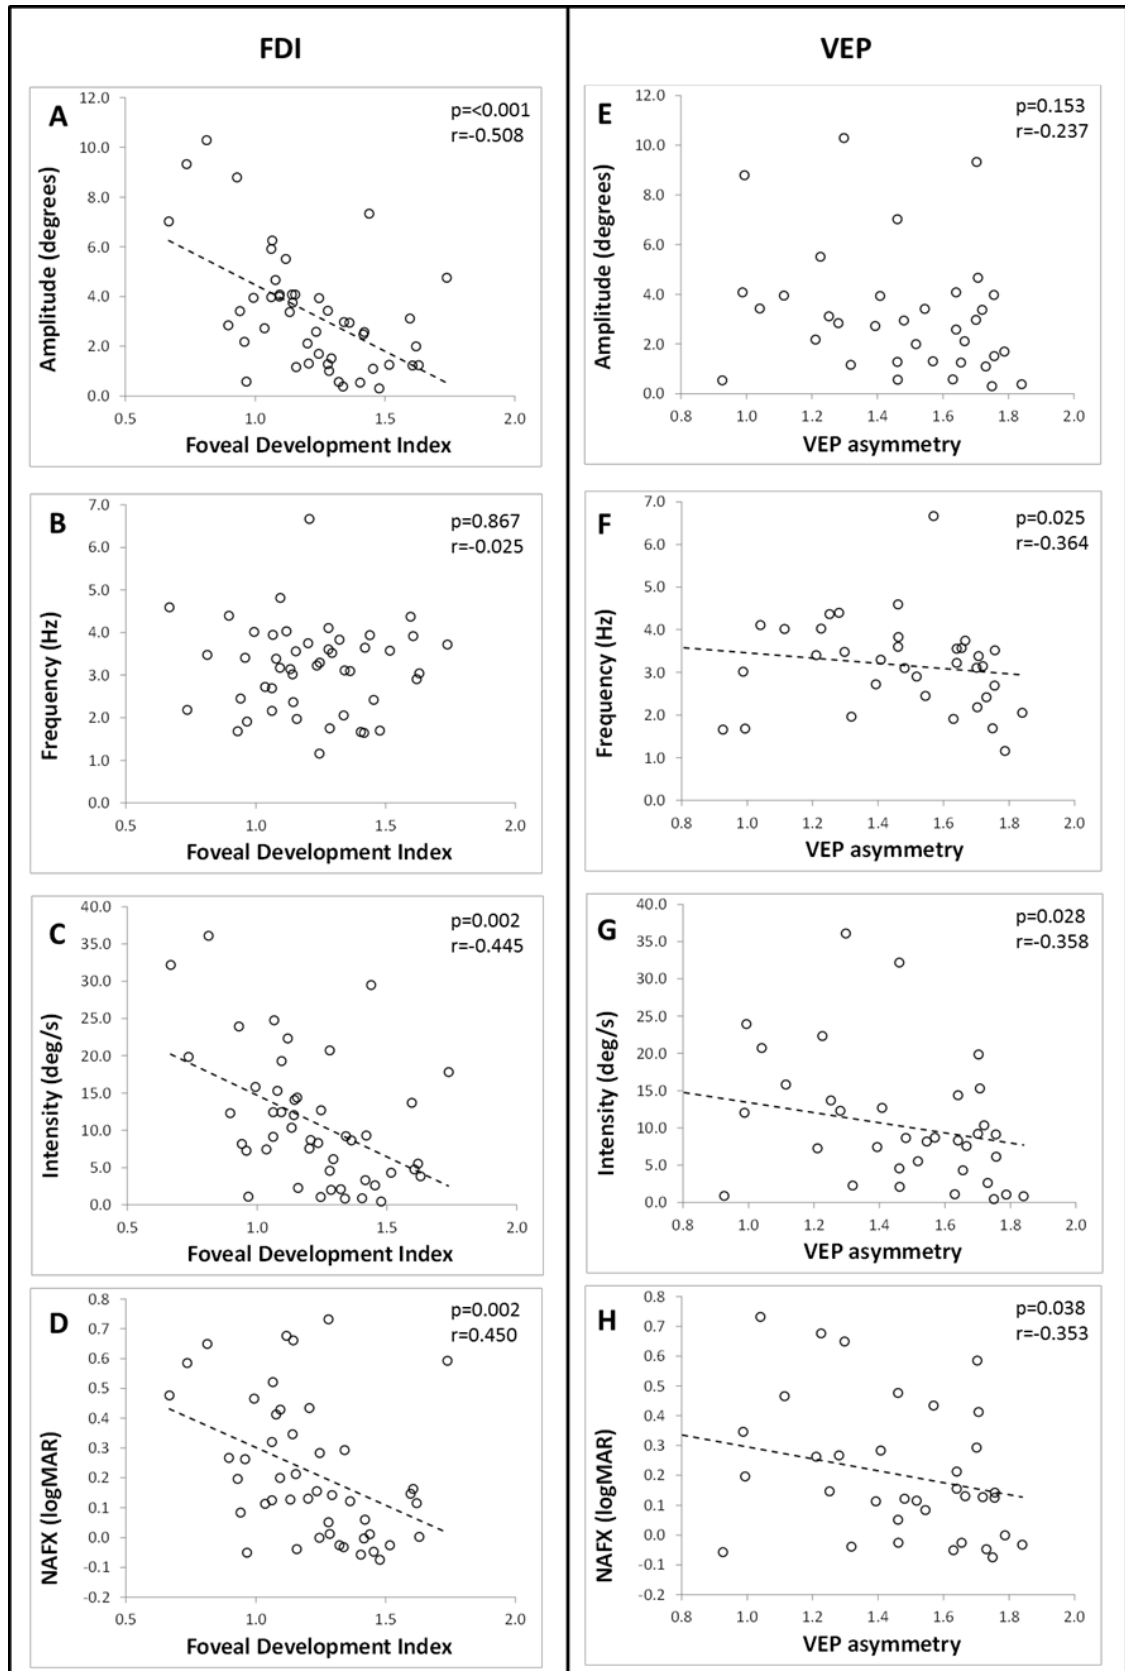 FDI
A
p=<0.001
r=-0.508
Amplitude (degrees)
12.0
10.0
8.0
6.0
4.0
2.0
0.0
0.5 1.0 1.5 2.0
Foveal Development Index
B
p=0.867
r=-0.025
Frequency (Hz)
7.0
6.0
5.0
4.0
3.0
2.0
1.0
0.0
0.5 1.0 1.5 2.0
Foveal Development Index
C
p=0.002
r=-0.445
Intensity (deg/s)
40.0
35.0
30.0
25.0
20.0
15.0
10.0
5.0
0.0
0.5 1.0 1.5 2.0
Foveal Development Index
D
p=0.002
r=0.450
NAFX (logMAR)
0.8
0.7
0.6
0.5
0.4
0.3
0.2
0.1
0.0
-0.1
-0.2
0.5 1.0 1.5 2.0
Foveal Development Index
VEP
E
p=0.153
r=-0.237
Amplitude (degrees)
12.0
10.0
8.0
6.0
4.0
2.0
0.0
0.8 1.0 1.2 1.4 1.6 1.8 2.0
VEP asymmetry
F
p=0.025
r=-0.364
Frequency (Hz)
7.0
6.0
5.0
4.0
3.0
2.0
1.0
0.0
0.8 1.0 1.2 1.4 1.6 1.8 2.0
VEP asymmetry
G
p=0.028
r=-0.358
Intensity (deg/s)
40.0
35.0
30.0
25.0
20.0
15.0
10.0
5.0
0.0
0.8 1.0 1.2 1.4 1.6 1.8 2.0
VEP asymmetry
H
p=0.038
r=-0.353
NAFX (logMAR)
0.8
0.7
0.6
0.5
0.4
0.3
0.2
0.1
0.0
-0.1
-0.2
0.8 1.0 1.2 1.4 1.6 1.8 2.0
VEP asymmetry